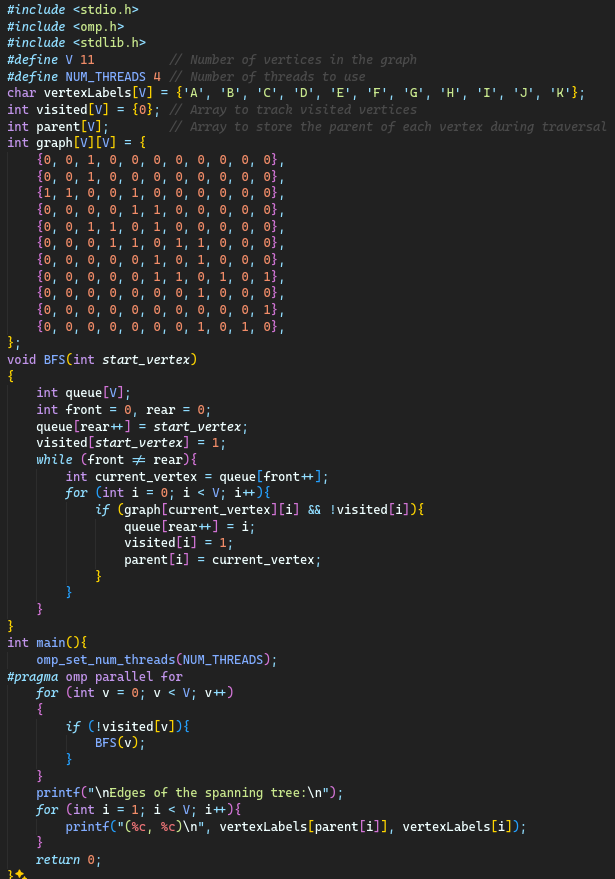 #include <stdio.h>
#include <omp.h>
#include <stdlib.h>
#define V 11          // Number of vertices in the graph
#define NUM_THREADS 4 // Number of threads to use
char vertexLabels[V] = {'A', 'B', 'C', 'D', 'E', 'F', 'G', 'H', 'I', 'J', 'K'};
int visited[V] = {0}; // Array to track visited vertices
int parent[V];        // Array to store the parent of each vertex during traversal
int graph[V][V] = {
    {0, 0, 1, 0, 0, 0, 0, 0, 0, 0, 0},
    {0, 0, 1, 0, 0, 0, 0, 0, 0, 0, 0},
    {1, 1, 0, 0, 1, 0, 0, 0, 0, 0, 0},
    {0, 0, 0, 0, 1, 1, 0, 0, 0, 0, 0},
    {0, 0, 1, 1, 0, 1, 0, 0, 0, 0, 0},
    {0, 0, 0, 1, 1, 0, 1, 1, 0, 0, 0},
    {0, 0, 0, 0, 0, 1, 0, 1, 0, 0, 0},
    {0, 0, 0, 0, 0, 1, 1, 0, 1, 0, 1},
    {0, 0, 0, 0, 0, 0, 0, 1, 0, 0, 0},
    {0, 0, 0, 0, 0, 0, 0, 0, 0, 0, 1},
    {0, 0, 0, 0, 0, 0, 0, 1, 0, 1, 0},
};
void BFS(int start_vertex)
{
    int queue[V];
    int front = 0, rear = 0;
    queue[rear++] = start_vertex;
    visited[start_vertex] = 1;
    while (front != rear){
        int current_vertex = queue[front++];
        for (int i = 0; i < V; i++){
            if (graph[current_vertex][i] && !visited[i]){
                queue[rear++] = i;
                visited[i] = 1;
                parent[i] = current_vertex;
            }
        }
    }
}
int main(){
    omp_set_num_threads(NUM_THREADS);
#pragma omp parallel for
    for (int v = 0; v < V; v++)
    {
        if (!visited[v]){
            BFS(v);
        }
    }
    printf("\nEdges of the spanning tree:\n");
    for (int i = 1; i < V; i++){
        printf("(%c, %c)\n", vertexLabels[parent[i]], vertexLabels[i]);
    }
    return 0;
}